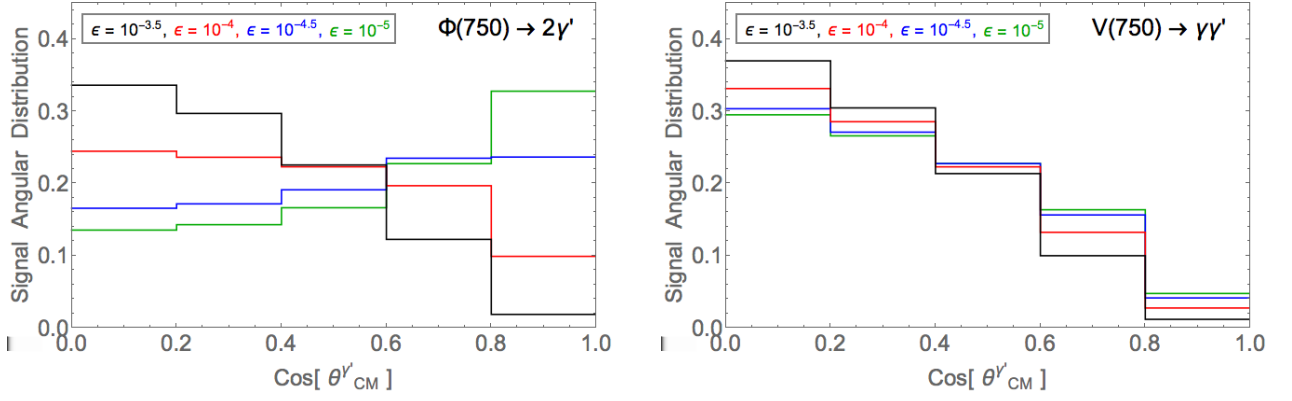 ϵ = 10^-3.5, ϵ = 10^-4, ϵ = 10^-4.5, ϵ = 10^-5
Φ(750) → 2γ'
Signal Angular Distribution
0.4
0.3
0.2
0.1
0.0
0.0 0.2 0.4 0.6 0.8 1.0
Cos[ θ^γ'_CM ]
ϵ = 10^-3.5, ϵ = 10^-4, ϵ = 10^-4.5, ϵ = 10^-5
V(750) → γγ'
Signal Angular Distribution
0.4
0.3
0.2
0.1
0.0
0.0 0.2 0.4 0.6 0.8 1.0
Cos[ θ^γ'_CM ]